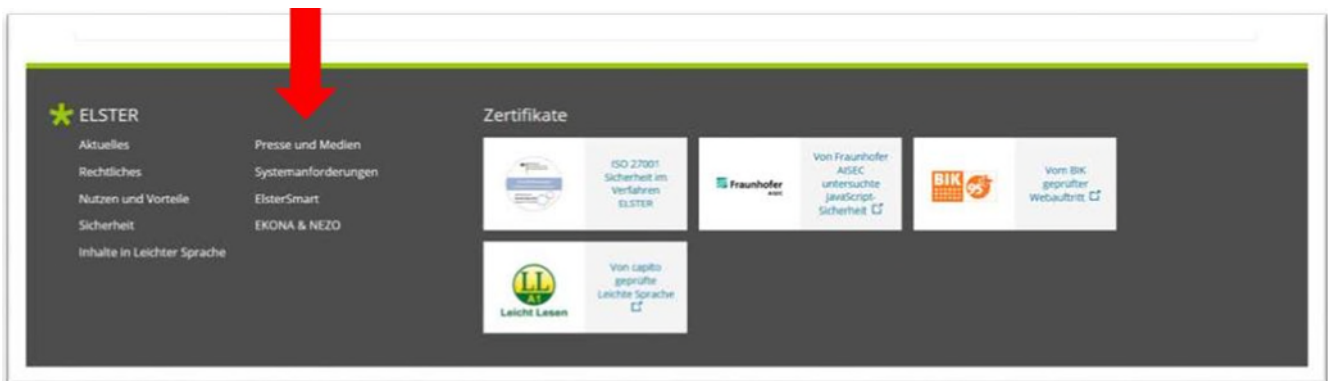 ELSTER
Aktuelles
Rechtliches
Nutzen und Vorteile
Sicherheit
Inhalte in Leichter Sprache
Presse und Medien
Systemanforderungen
ElsterSmart
EKONA & NEZO
Zertifikate
ISO 27001
Sicherheit im
Verfahren
ELSTER
Fraunhofer
AISEC
Von Fraunhofer
AISEC
untersuchte
JavaScript-
Sicherheit
BIK
95
Vom BIK
geprüfter
Webauftritt
LL
A1
Leicht Lesen
Von capito
geprüfte
Leichte Sprache